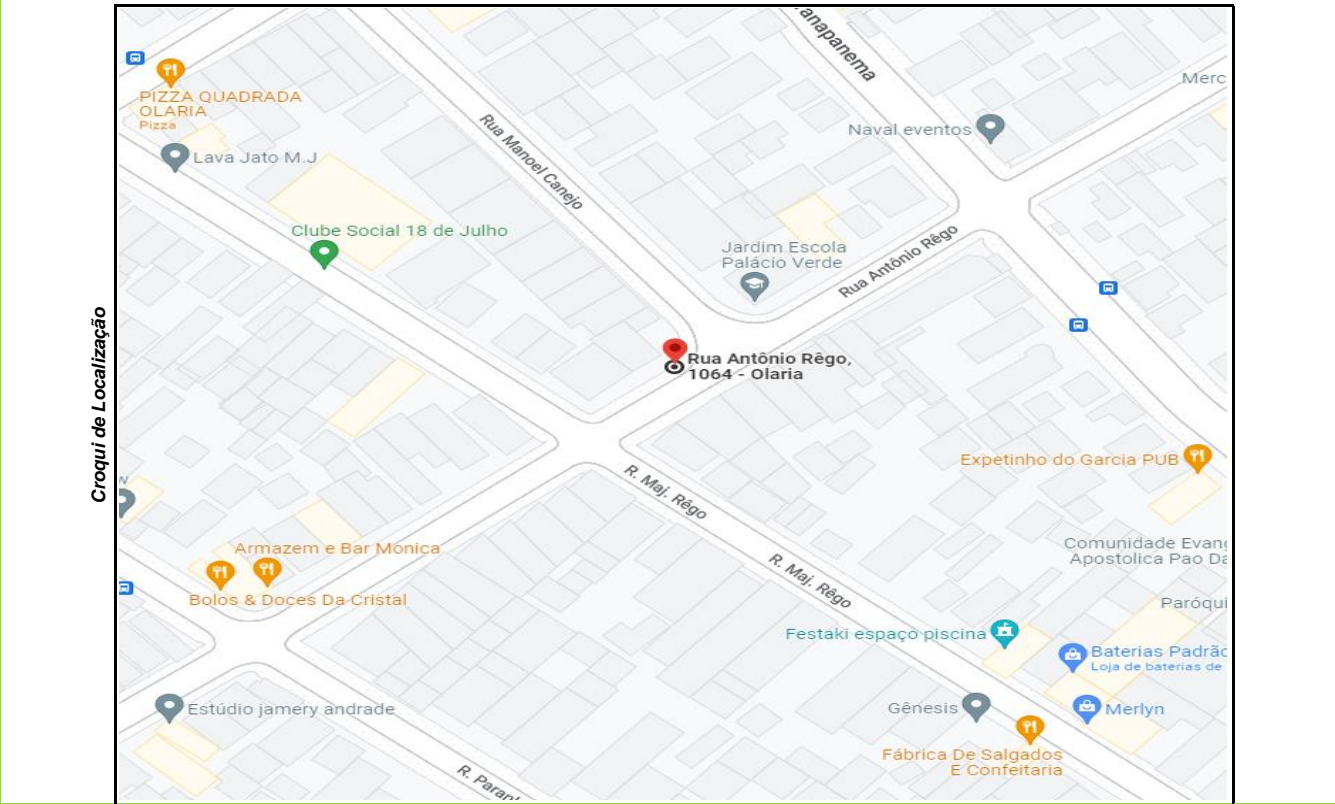 Croqui de Localização
anapanema
Merc
PIZZA QUADRADA
OLARIA
Pizza
Naval eventos
Lava Jato M.J
Rua Manoel Canejo
Clube Social 18 de Julho
Jardim Escola
Palácio Verde
Rua Antônio Rêgo
Rua Antônio Rêgo,
1064 - Olaria
Expetinho do Garcia PUB
R. Maj. Rêgo
Armazem e Bar Monica
Comunidade Evang
Apostolica Pao Da
R. Maj. Rêgo
Bolos & Doces Da Cristal
Paróqui
Festaki espaço piscina
Baterias Padrão
Loja de baterias de
Estúdio jamery andrade
Gênesis
Merlyn
Fábrica De Salgados
E Confeitaria
R. Paran